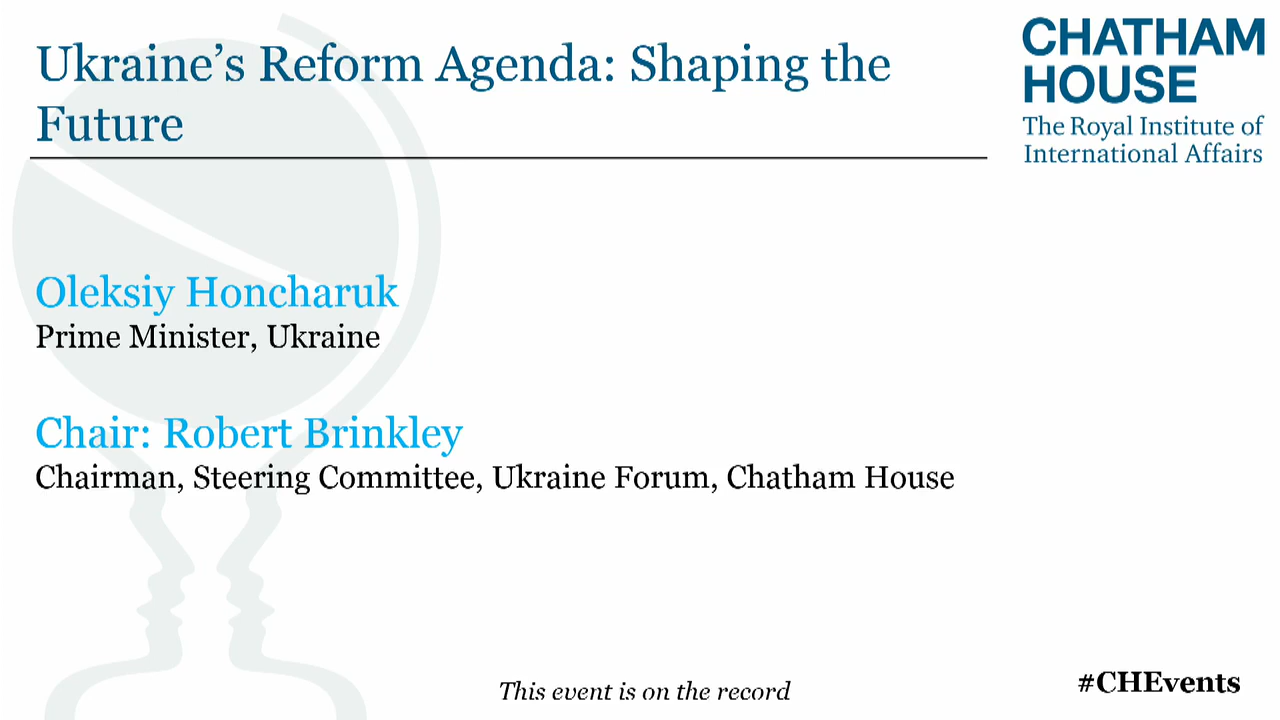 Ukraine’s Reform Agenda: Shaping the
Future
CHATHAM
HOUSE
The Royal Institute of
International Affairs
Oleksiy Honcharuk
Prime Minister, Ukraine
Chair: Robert Brinkley
Chairman, Steering Committee, Ukraine Forum, Chatham House
This event is on the record
#CHEvents